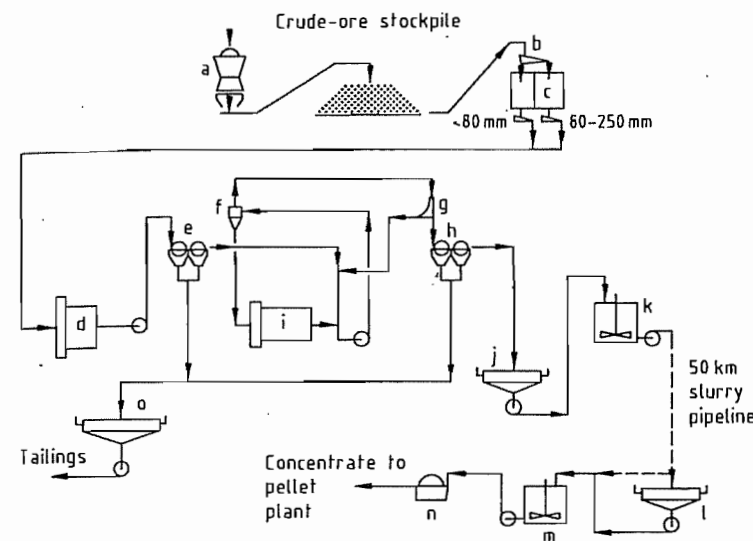 Crude-ore stockpile
a
b
c
<80 mm
60-250 mm
f
g
e
h
d
i
k
j
50 km
slurry
pipeline
o
Tailings
Concentrate to
pellet
plant
n
m
l